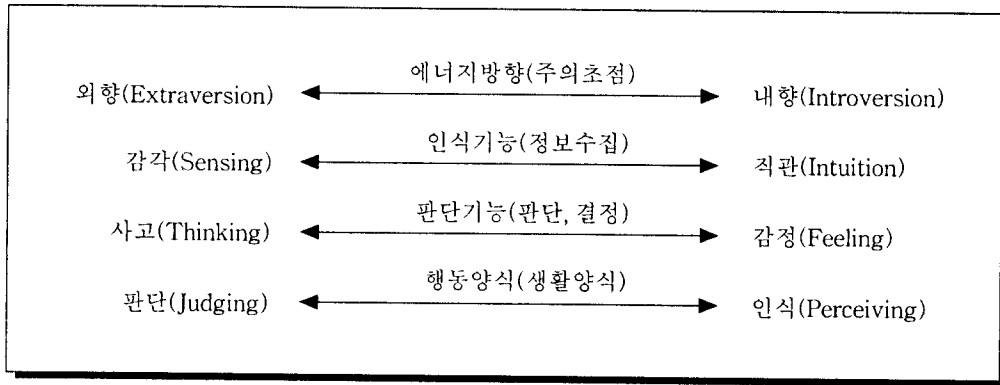 에너지방향(주의초점)
외향(Extraversion) 내향(Introversion)
인식기능(정보수집)
감각(Sensing) 직관(Intuition)
판단기능(판단, 결정)
사고(Thinking) 감정(Feeling)
행동양식(생활양식)
판단(Judging) 인식(Perceiving)